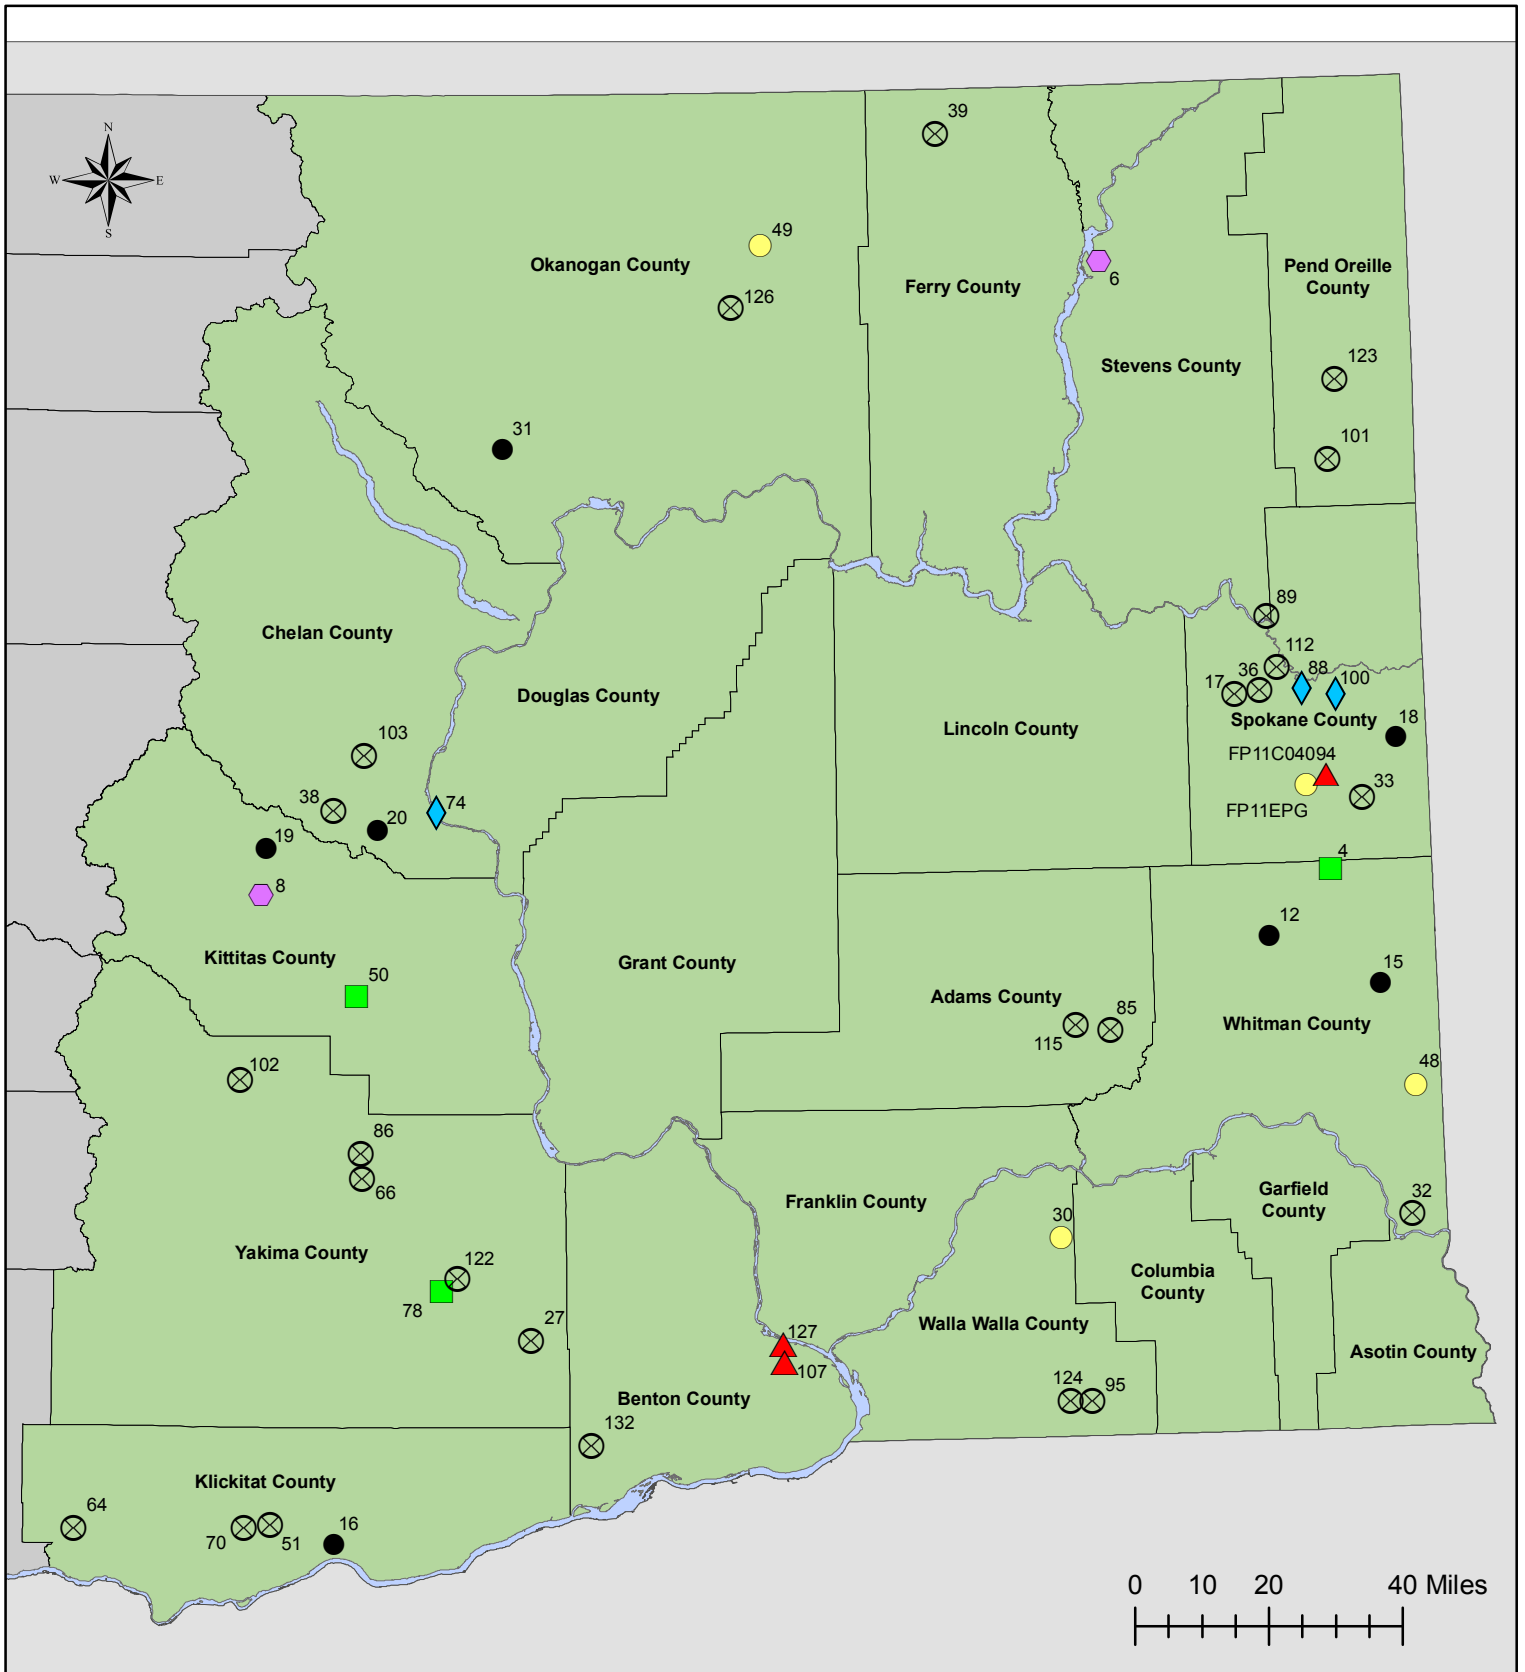 39
N
W E
S
49
Okanogan County
Pend Oreille
County
6
Ferry County
126
123
Stevens County
31
101
89
Chelan County
112
36
88
100
17
Douglas County
Spokane County
18
Lincoln County
103
FP11C04094
33
38
74
FP11EPG
20
19
4
8
12
Kittitas County
Grant County
50
15
Adams County
85
Whitman County
115
102
48
86
66
Garfield
County
Franklin County
30
32
Yakima County
122
Columbia
County
78
27
127
Walla Walla County
Asotin County
107
124
95
Benton County
132
Klickitat County
64
16
70
51
0 10 20 40 Miles